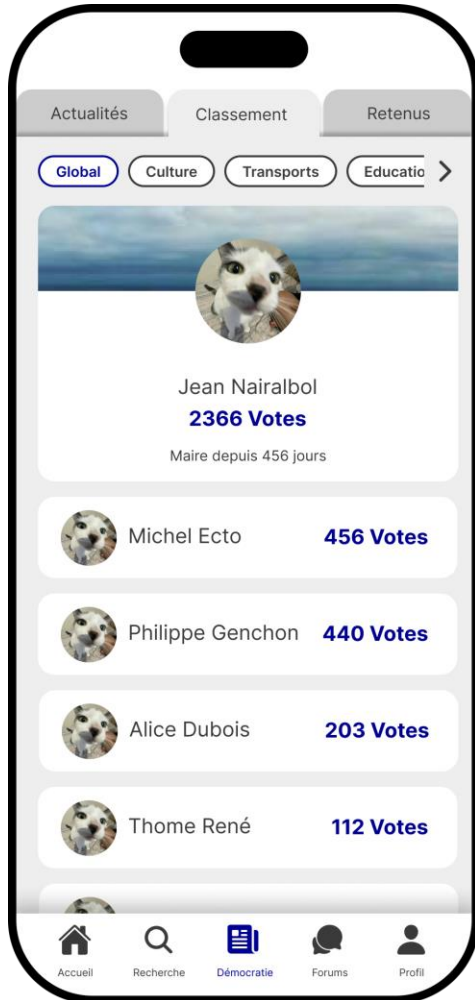 Actualités
Classement
Retenus
Global
Culture
Transports
Educatio
Jean Nairalbol
2366 Votes
Maire depuis 456 jours
Michel Ecto
456 Votes
Philippe Genchon
440 Votes
Alice Dubois
203 Votes
Thome René
112 Votes
Accueil
Recherche
Démocratie
Forums
Profil